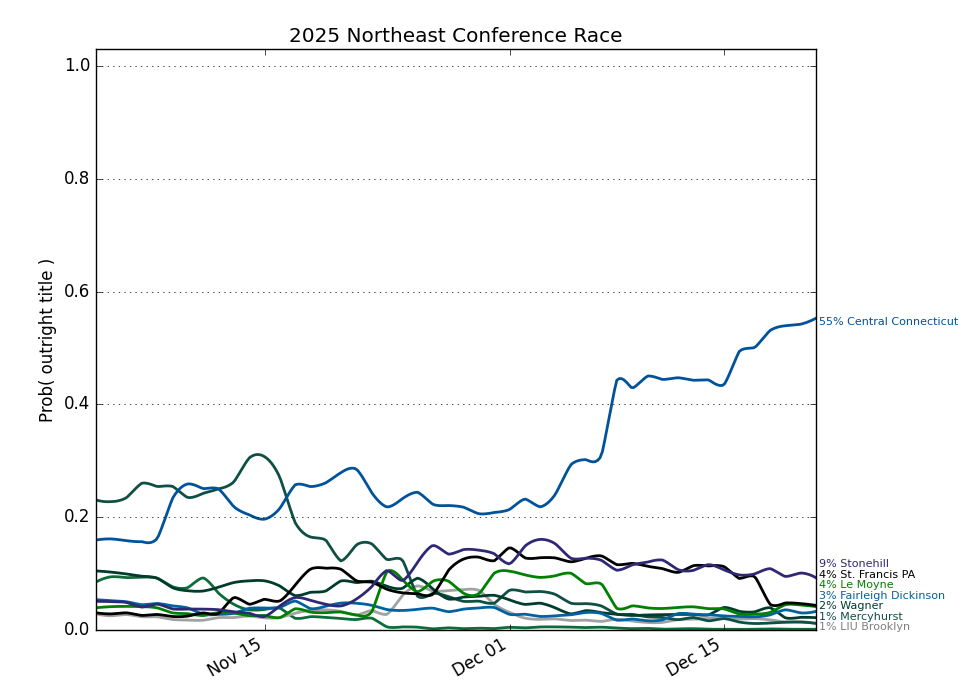 2025 Northeast Conference Race
Prob( outright title )
1.0
0.8
0.6
0.4
0.2
0.0
Nov 15
Dec 01
Dec 15
55% Central Connecticut
9% Stonehill
4% St. Francis PA
4% Le Moyne
3% Fairleigh Dickinson
2% Wagner
1% Mercyhurst
1% LIU Brooklyn